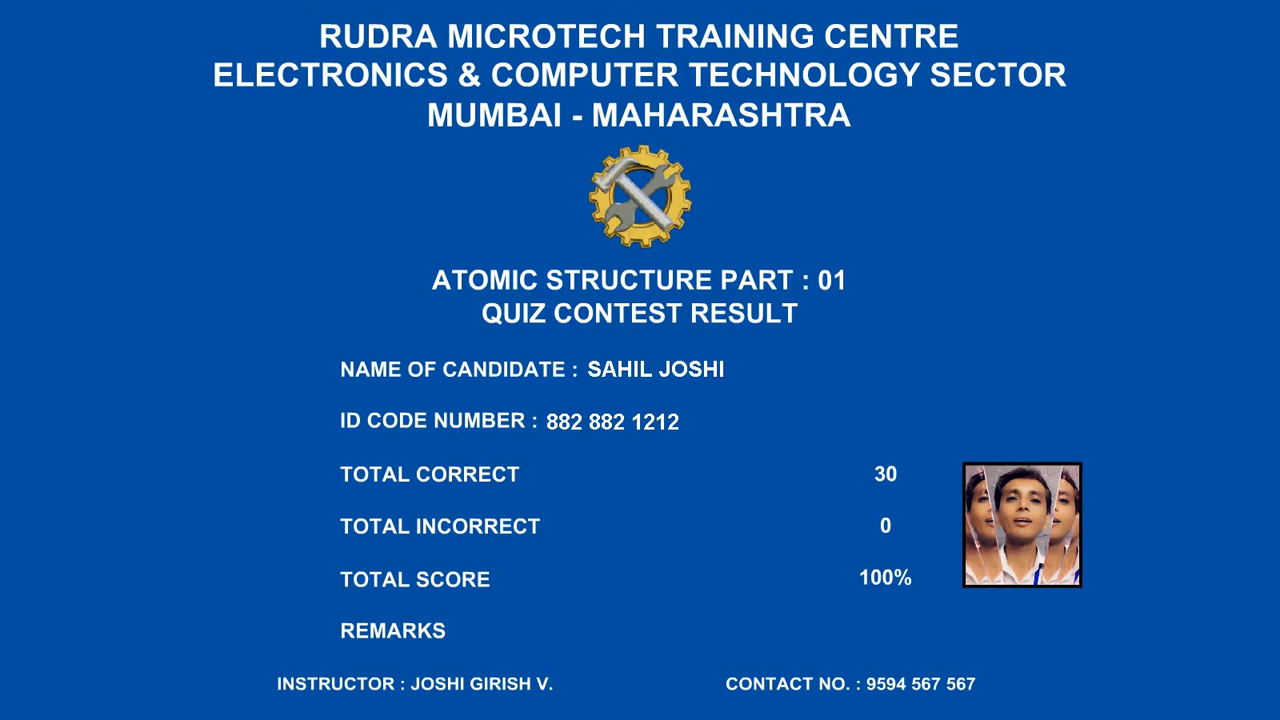 RUDRA MICROTECH TRAINING CENTRE
ELECTRONICS & COMPUTER TECHNOLOGY SECTOR
MUMBAI - MAHARASHTRA
ATOMIC STRUCTURE PART : 01
QUIZ CONTEST RESULT
NAME OF CANDIDATE : SAHIL JOSHI
ID CODE NUMBER : 882 882 1212
TOTAL CORRECT 30
TOTAL INCORRECT 0
TOTAL SCORE 100%
REMARKS
INSTRUCTOR : JOSHI GIRISH V. CONTACT NO. : 9594 567 567